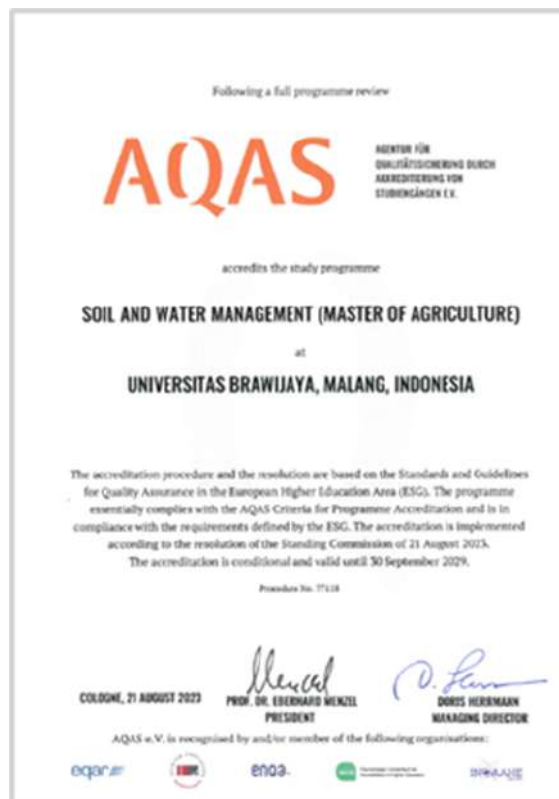 Following a full programme review
AQAS
AGENTUR FÜR
QUALITÄTSSICHERUNG DURCH
AKKREDITIERUNG VON
STUDIENGÄNGEN E.V.
accredits the study programme
SOIL AND WATER MANAGEMENT (MASTER OF AGRICULTURE)
at
UNIVERSITAS BRAWIJAYA, MALANG, INDONESIA
The accreditation procedure and the resolution are based on the Standards and Guidelines
for Quality Assurance in the European Higher Education Area (ESG). The programme
essentially complies with the AQAS Criteria for Programme Accreditation and is in
compliance with the requirements defined by the ESG. The accreditation is implemented
according to the resolution of the Standing Commission of 21 August 2023.
The accreditation is conditional and valid until 30 September 2029.
Procedure No.
COLOGNE, 21 AUGUST 2023
PROF. DR. EBERHARD MENZEL
PRESIDENT
DORIS HERRMANN
MANAGING DIRECTOR
AQAS e.V. is recognised by and/or member of the following organisations:
eqar
enqa.